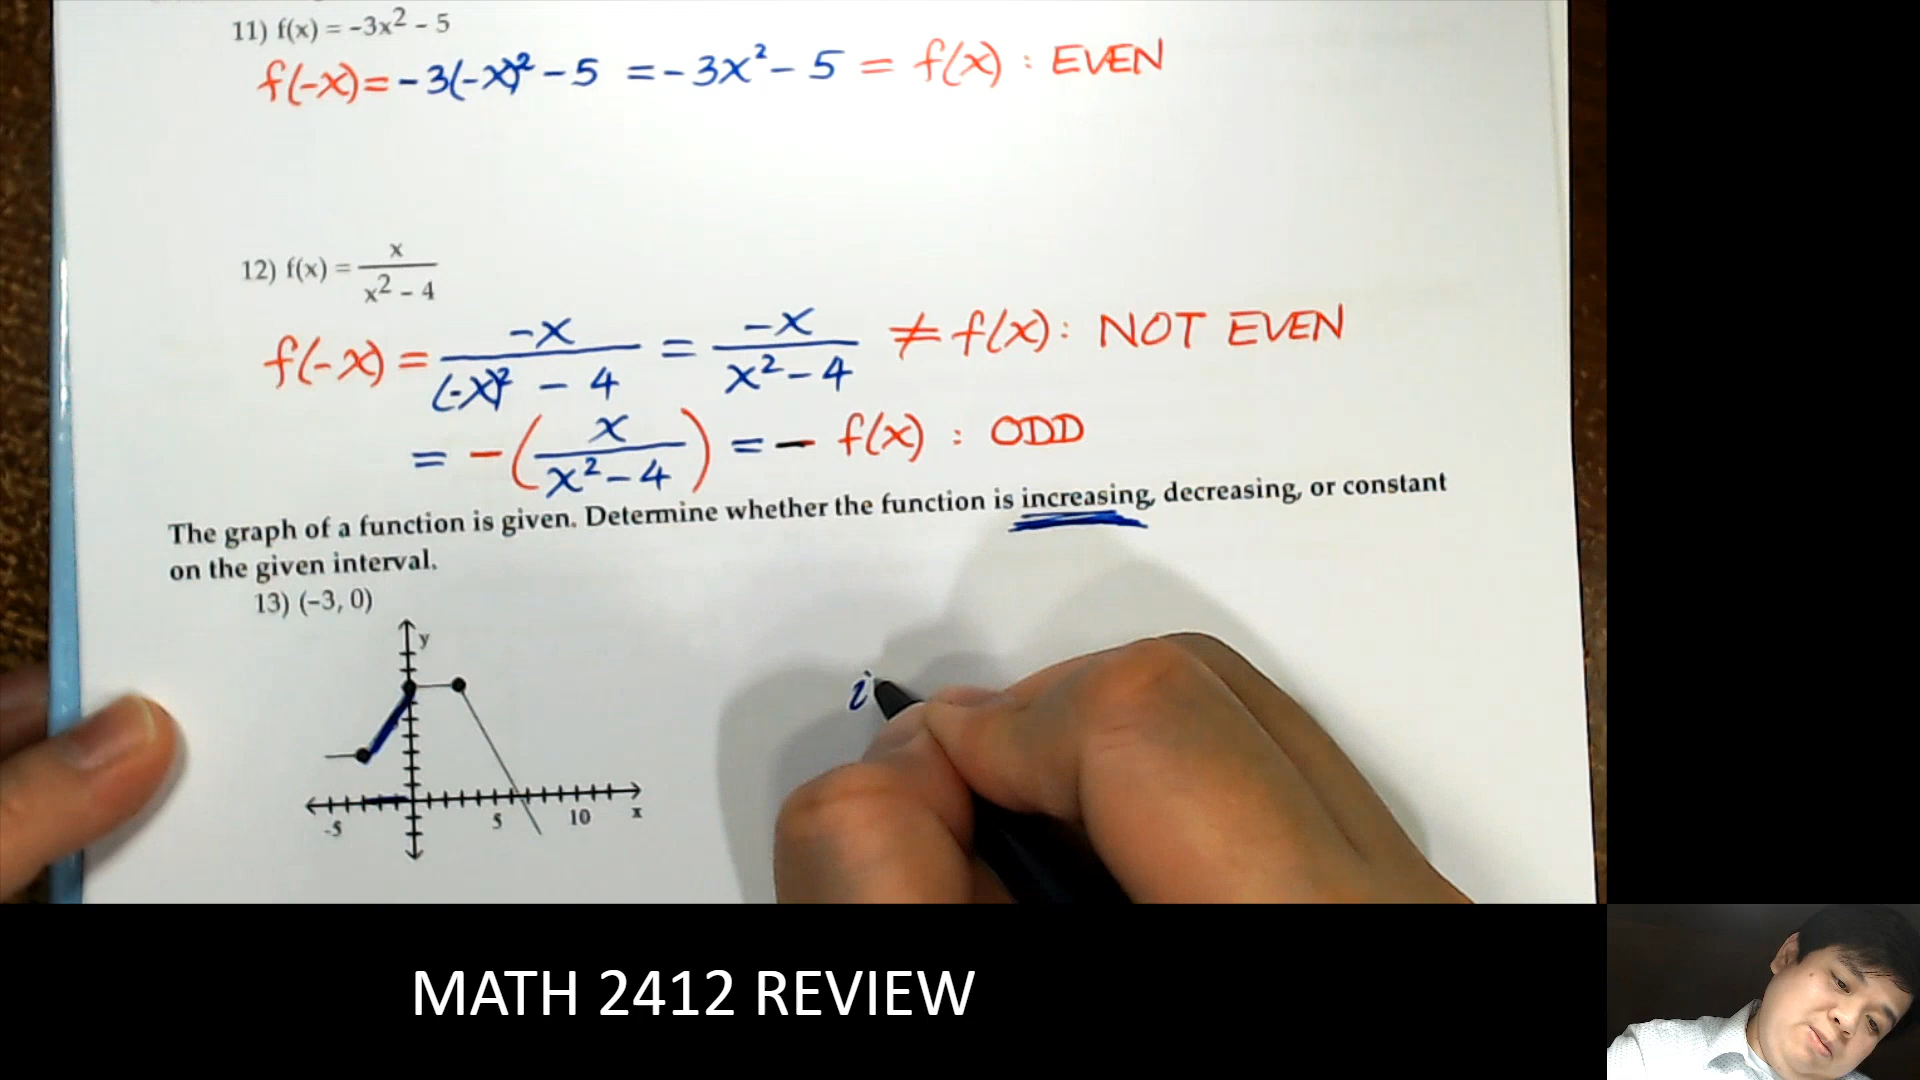 11) f(x) = -3x² - 5
f(-x) = -3(-x)² - 5 = -3x² - 5 = f(x) : EVEN
12) f(x) = x / x² - 4
f(-x) = -x / (-x)² - 4 = -x / x² - 4 ≠ f(x) : NOT EVEN
= -(x / x² - 4) = - f(x) : ODD
The graph of a function is given. Determine whether the function is increasing, decreasing, or constant
on the given interval.
13) (-3, 0)
y
i
-5 5 10 x
MATH 2412 REVIEW